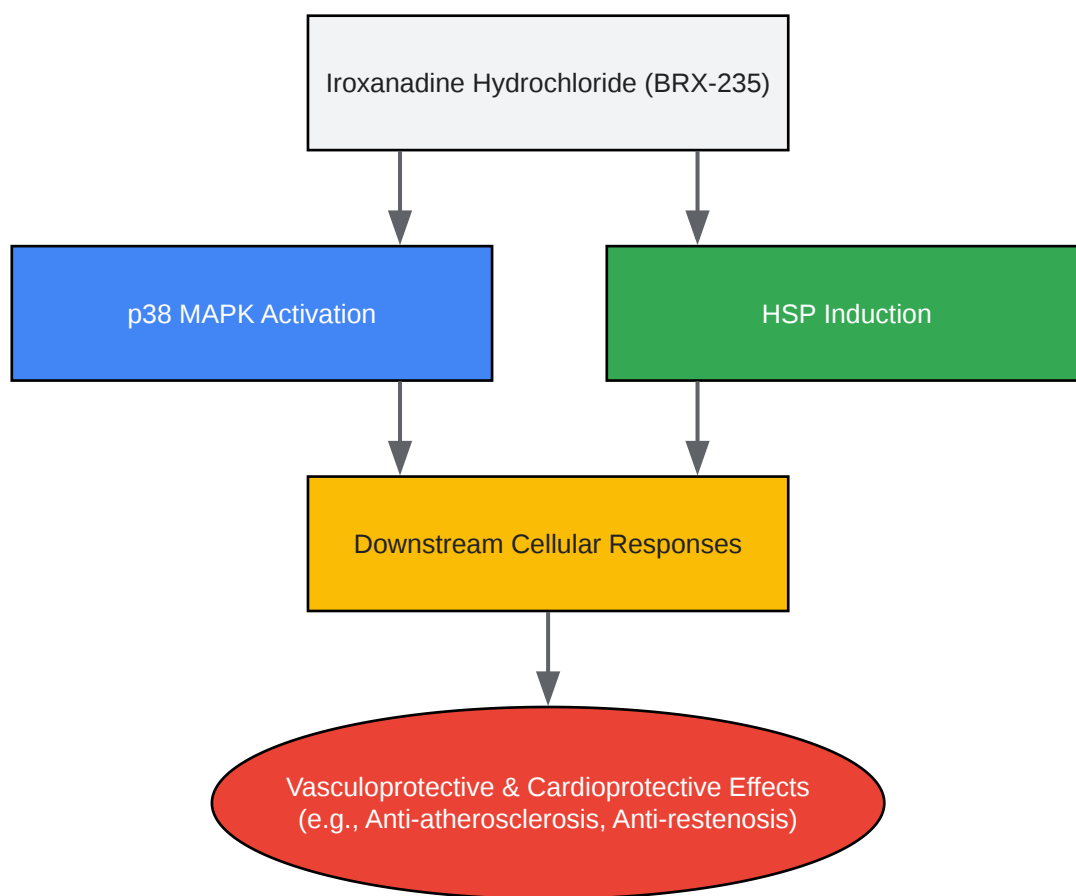 Iroxanadine Hydrochloride (BRX-235)
p38 MAPK Activation
HSP Induction
Downstream Cellular Responses
Vasculoprotective & Cardioprotective Effects
(e.g., Anti-atherosclerosis, Anti-restenosis)